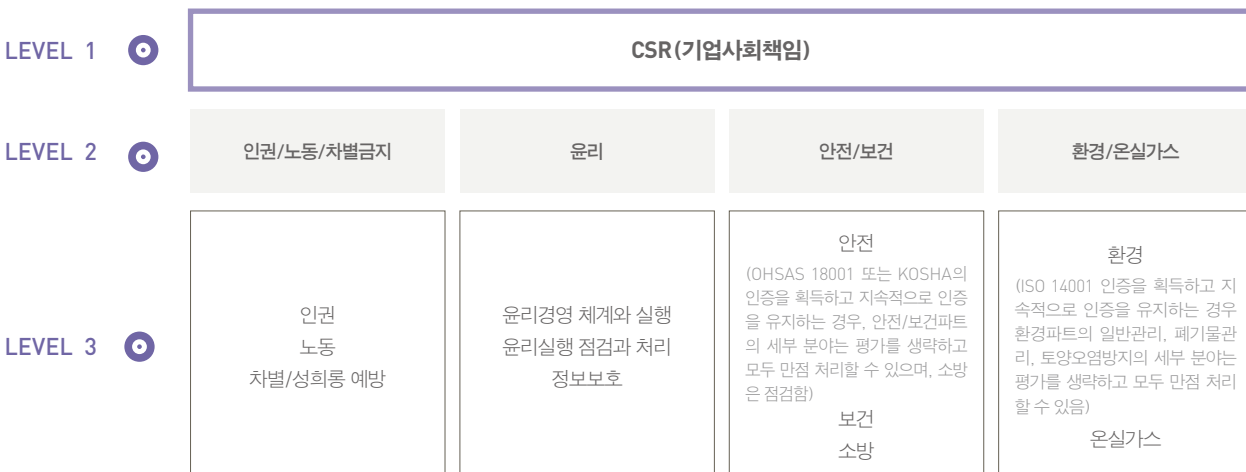 LEVEL 1
CSR(기업사회책임)
LEVEL 2
인권/노동/차별금지
윤리
안전/보건
환경/온실가스
LEVEL 3
인권
노동
차별/성희롱 예방
윤리경영 체계와 실행
윤리실행 점검과 처리
정보보호
안전
(OHSAS 18001 또는 KOSHA의
인증을 획득하고 지속적으로 인증
을 유지하는 경우, 안전/보건파트
의 세부 분야는 평가를 생략하고
모두 만점 처리할 수 있으며, 소방
은 점검함)
보건
소방
환경
(ISO 14001 인증을 획득하고 지
속적으로 인증을 유지하는 경우
환경파트의 일반관리, 폐기물관
리, 토양오염방지의 세부 분야는
평가를 생략하고 모두 만점 처리
할 수 있음)
온실가스